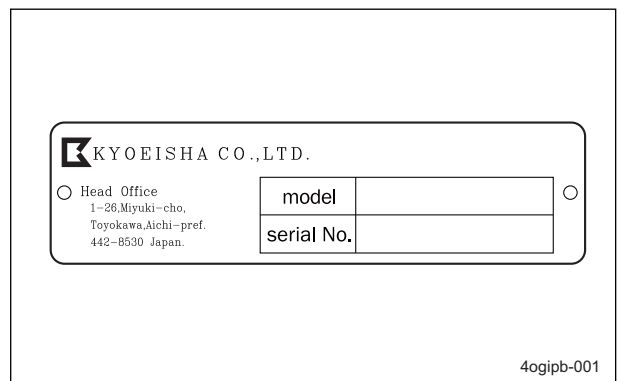 KYOEISHA CO.,LTD.
Head Office
1-26,Miyuki-cho,
Toyokawa,Aichi-pref.
442-8530 Japan.
model
serial No.
4ogipb-001